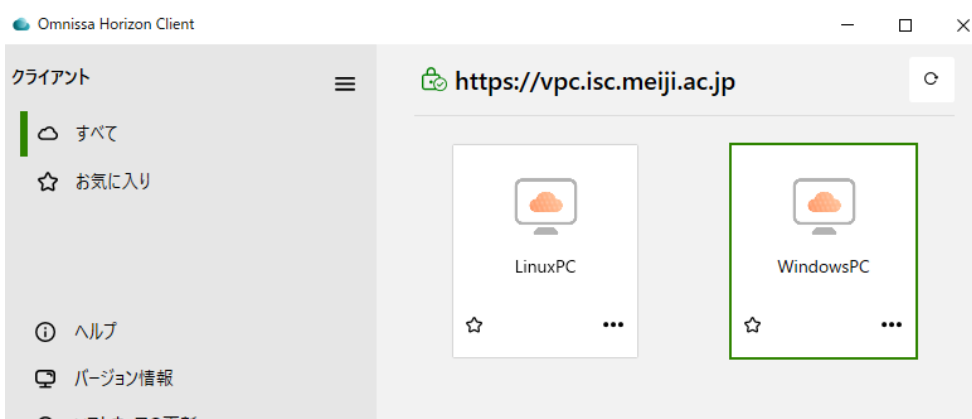 Omnissa Horizon Client
クライアント
https://vpc.isc.meiji.ac.jp
すべて
お気に入り
LinuxPC
WindowsPC
ヘルプ
バージョン情報